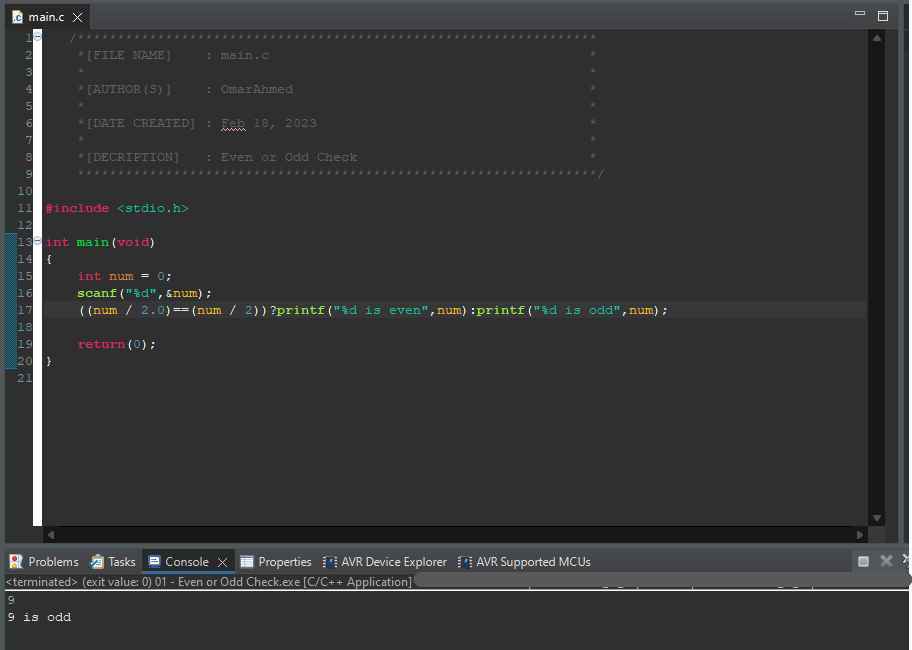 main.c
1 /*****************************************************************
2 *[FILE NAME] : main.c *
3 * *
4 *[AUTHOR(S)] : OmarAhmed *
5 * *
6 *[DATE CREATED] : Feb 18, 2023 *
7 * *
8 *[DECRIPTION] : Even or Odd Check *
9 *****************************************************************/
10
11 #include <stdio.h>
12
13 int main(void)
14 {
15 int num = 0;
16 scanf("%d",&num);
17 ((num / 2.0)==(num / 2))?printf("%d is even",num):printf("%d is odd",num);
18
19 return(0);
20 }
21
Problems Tasks Console Properties AVR Device Explorer AVR Supported MCUs
<terminated> (exit value: 0) 01 - Even or Odd Check.exe [C/C++ Application]
9
9 is odd